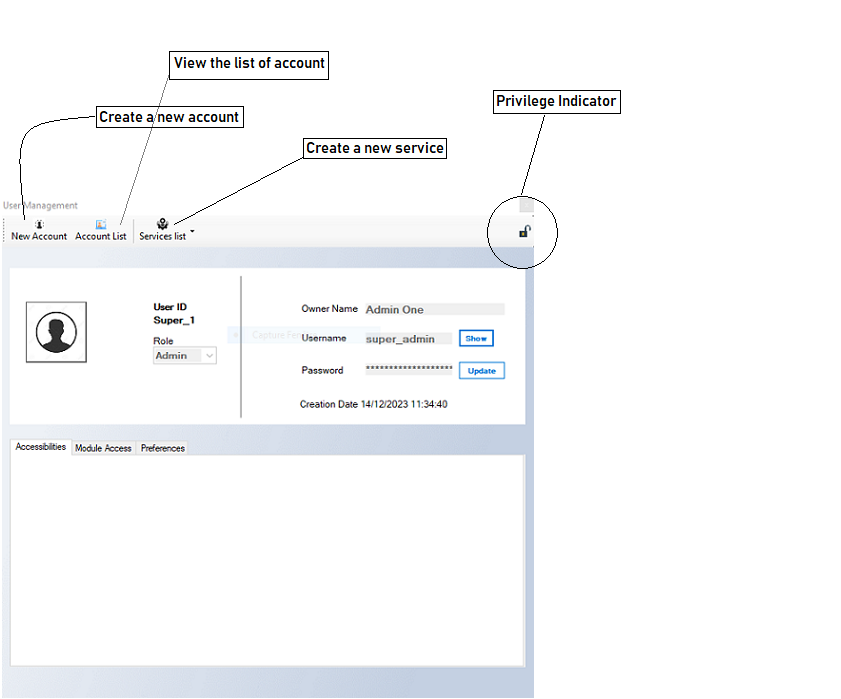 View the list of account
Privilege Indicator
Create a new account
Create a new service
User Management
New Account
Account List
Services list
User ID
Super_1
Role
Admin
Owner Name Admin One
Username super_admin Show
Password ******************* Update
Creation Date 14/12/2023 11:34:40
Accessibilities
Module Access
Preferences